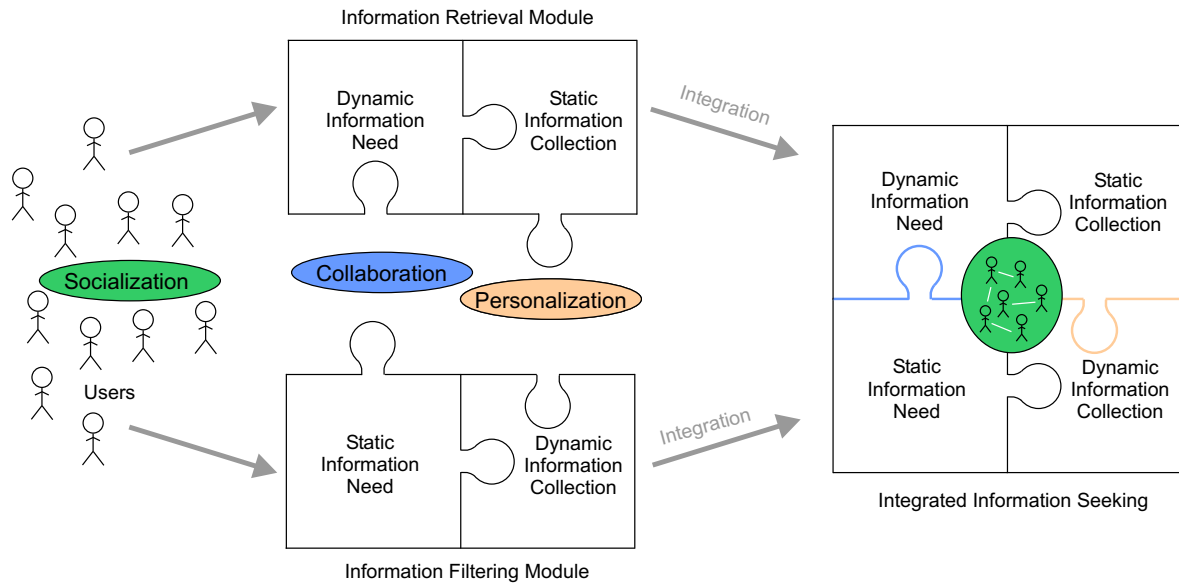 Information Retrieval Module
Dynamic
Information
Need
Static
Information
Collection
Integration
Socialization
Users
Collaboration
Personalization
Static
Information
Need
Dynamic
Information
Collection
Integration
Information Filtering Module
Dynamic
Information
Need
Static
Information
Collection
Static
Information
Need
Dynamic
Information
Collection
Integrated Information Seeking